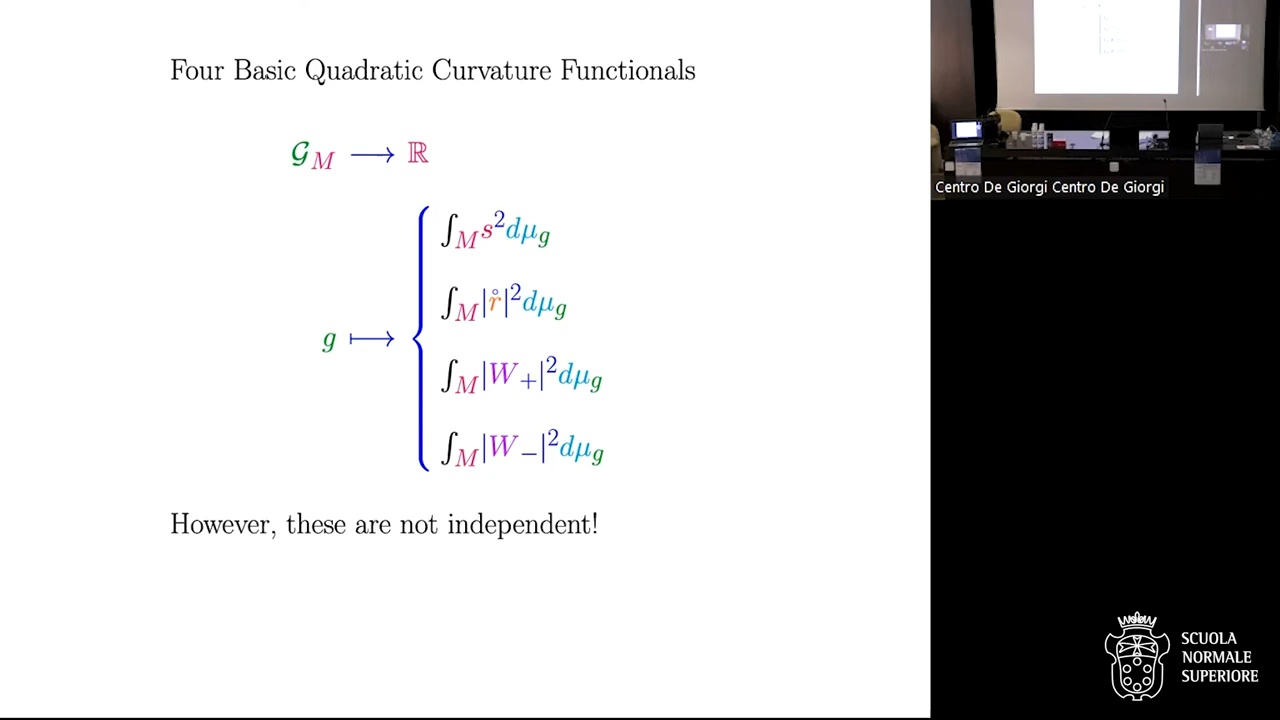 Four Basic Quadratic Curvature Functionals
𝒢_M ⟶ ℝ
∫_M s² dμ_g
∫_M |r̊|² dμ_g
g ⟼
∫_M |W₊|² dμ_g
∫_M |W₋|² dμ_g
However, these are not independent!
Centro De Giorgi Centro De Giorgi
SCUOLA
NORMALE
SUPERIORE